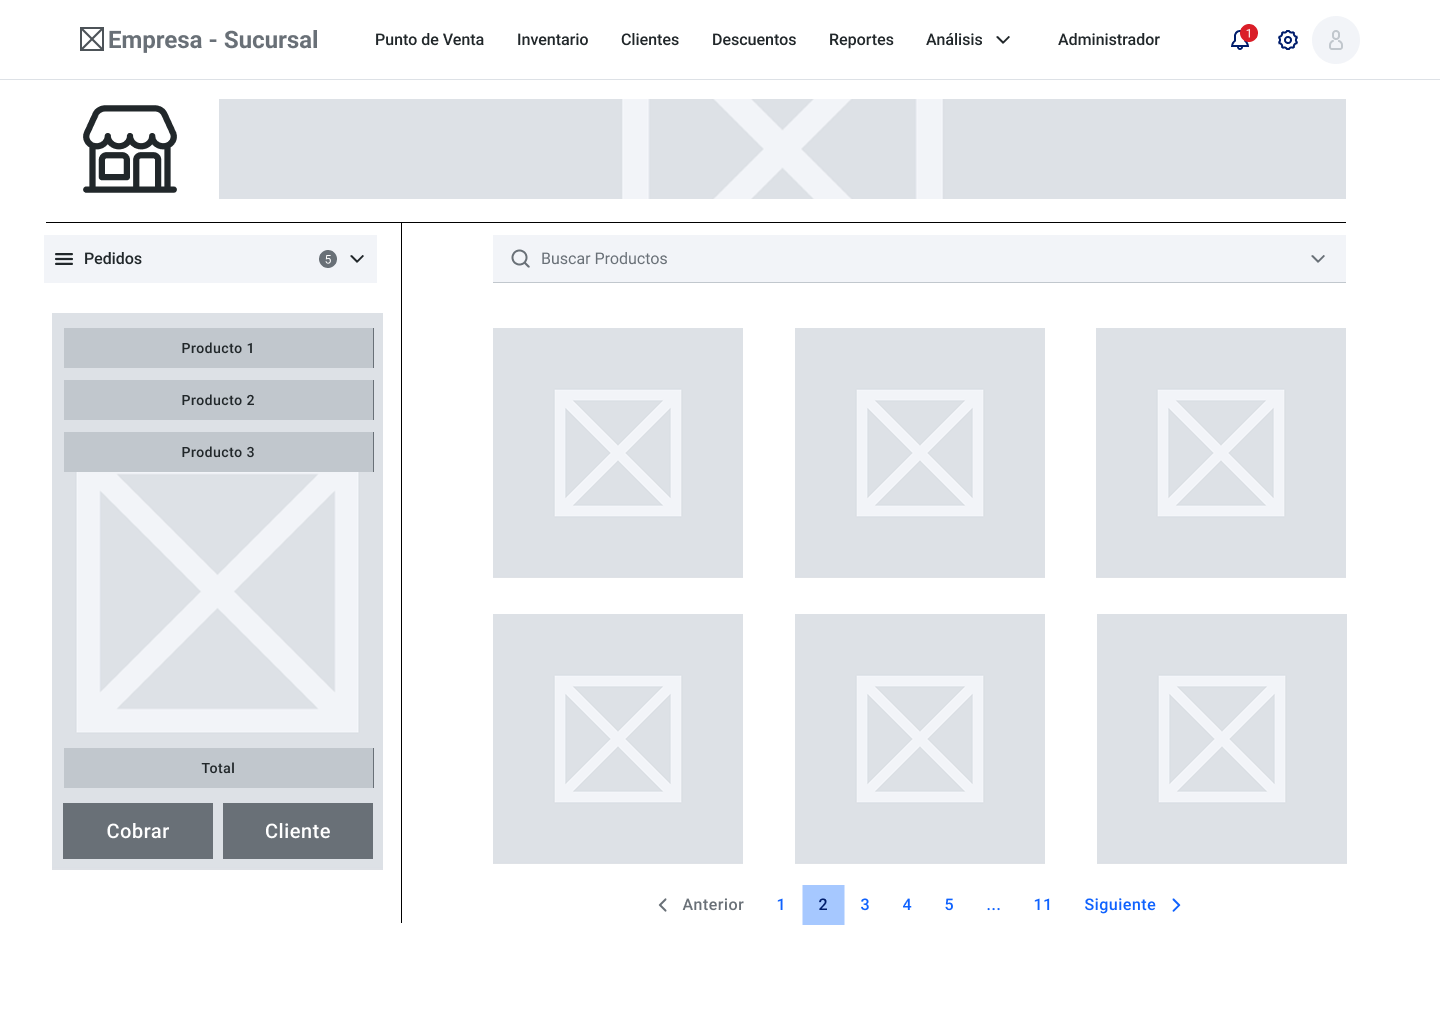 Empresa - Sucursal
Punto de Venta
Inventario
Clientes
Descuentos
Reportes
Análisis
Administrador
1
Pedidos
5
Buscar Productos
Producto 1
Producto 2
Producto 3
Total
Cobrar
Cliente
Anterior 1 2 3 4 5 ... 11 Siguiente